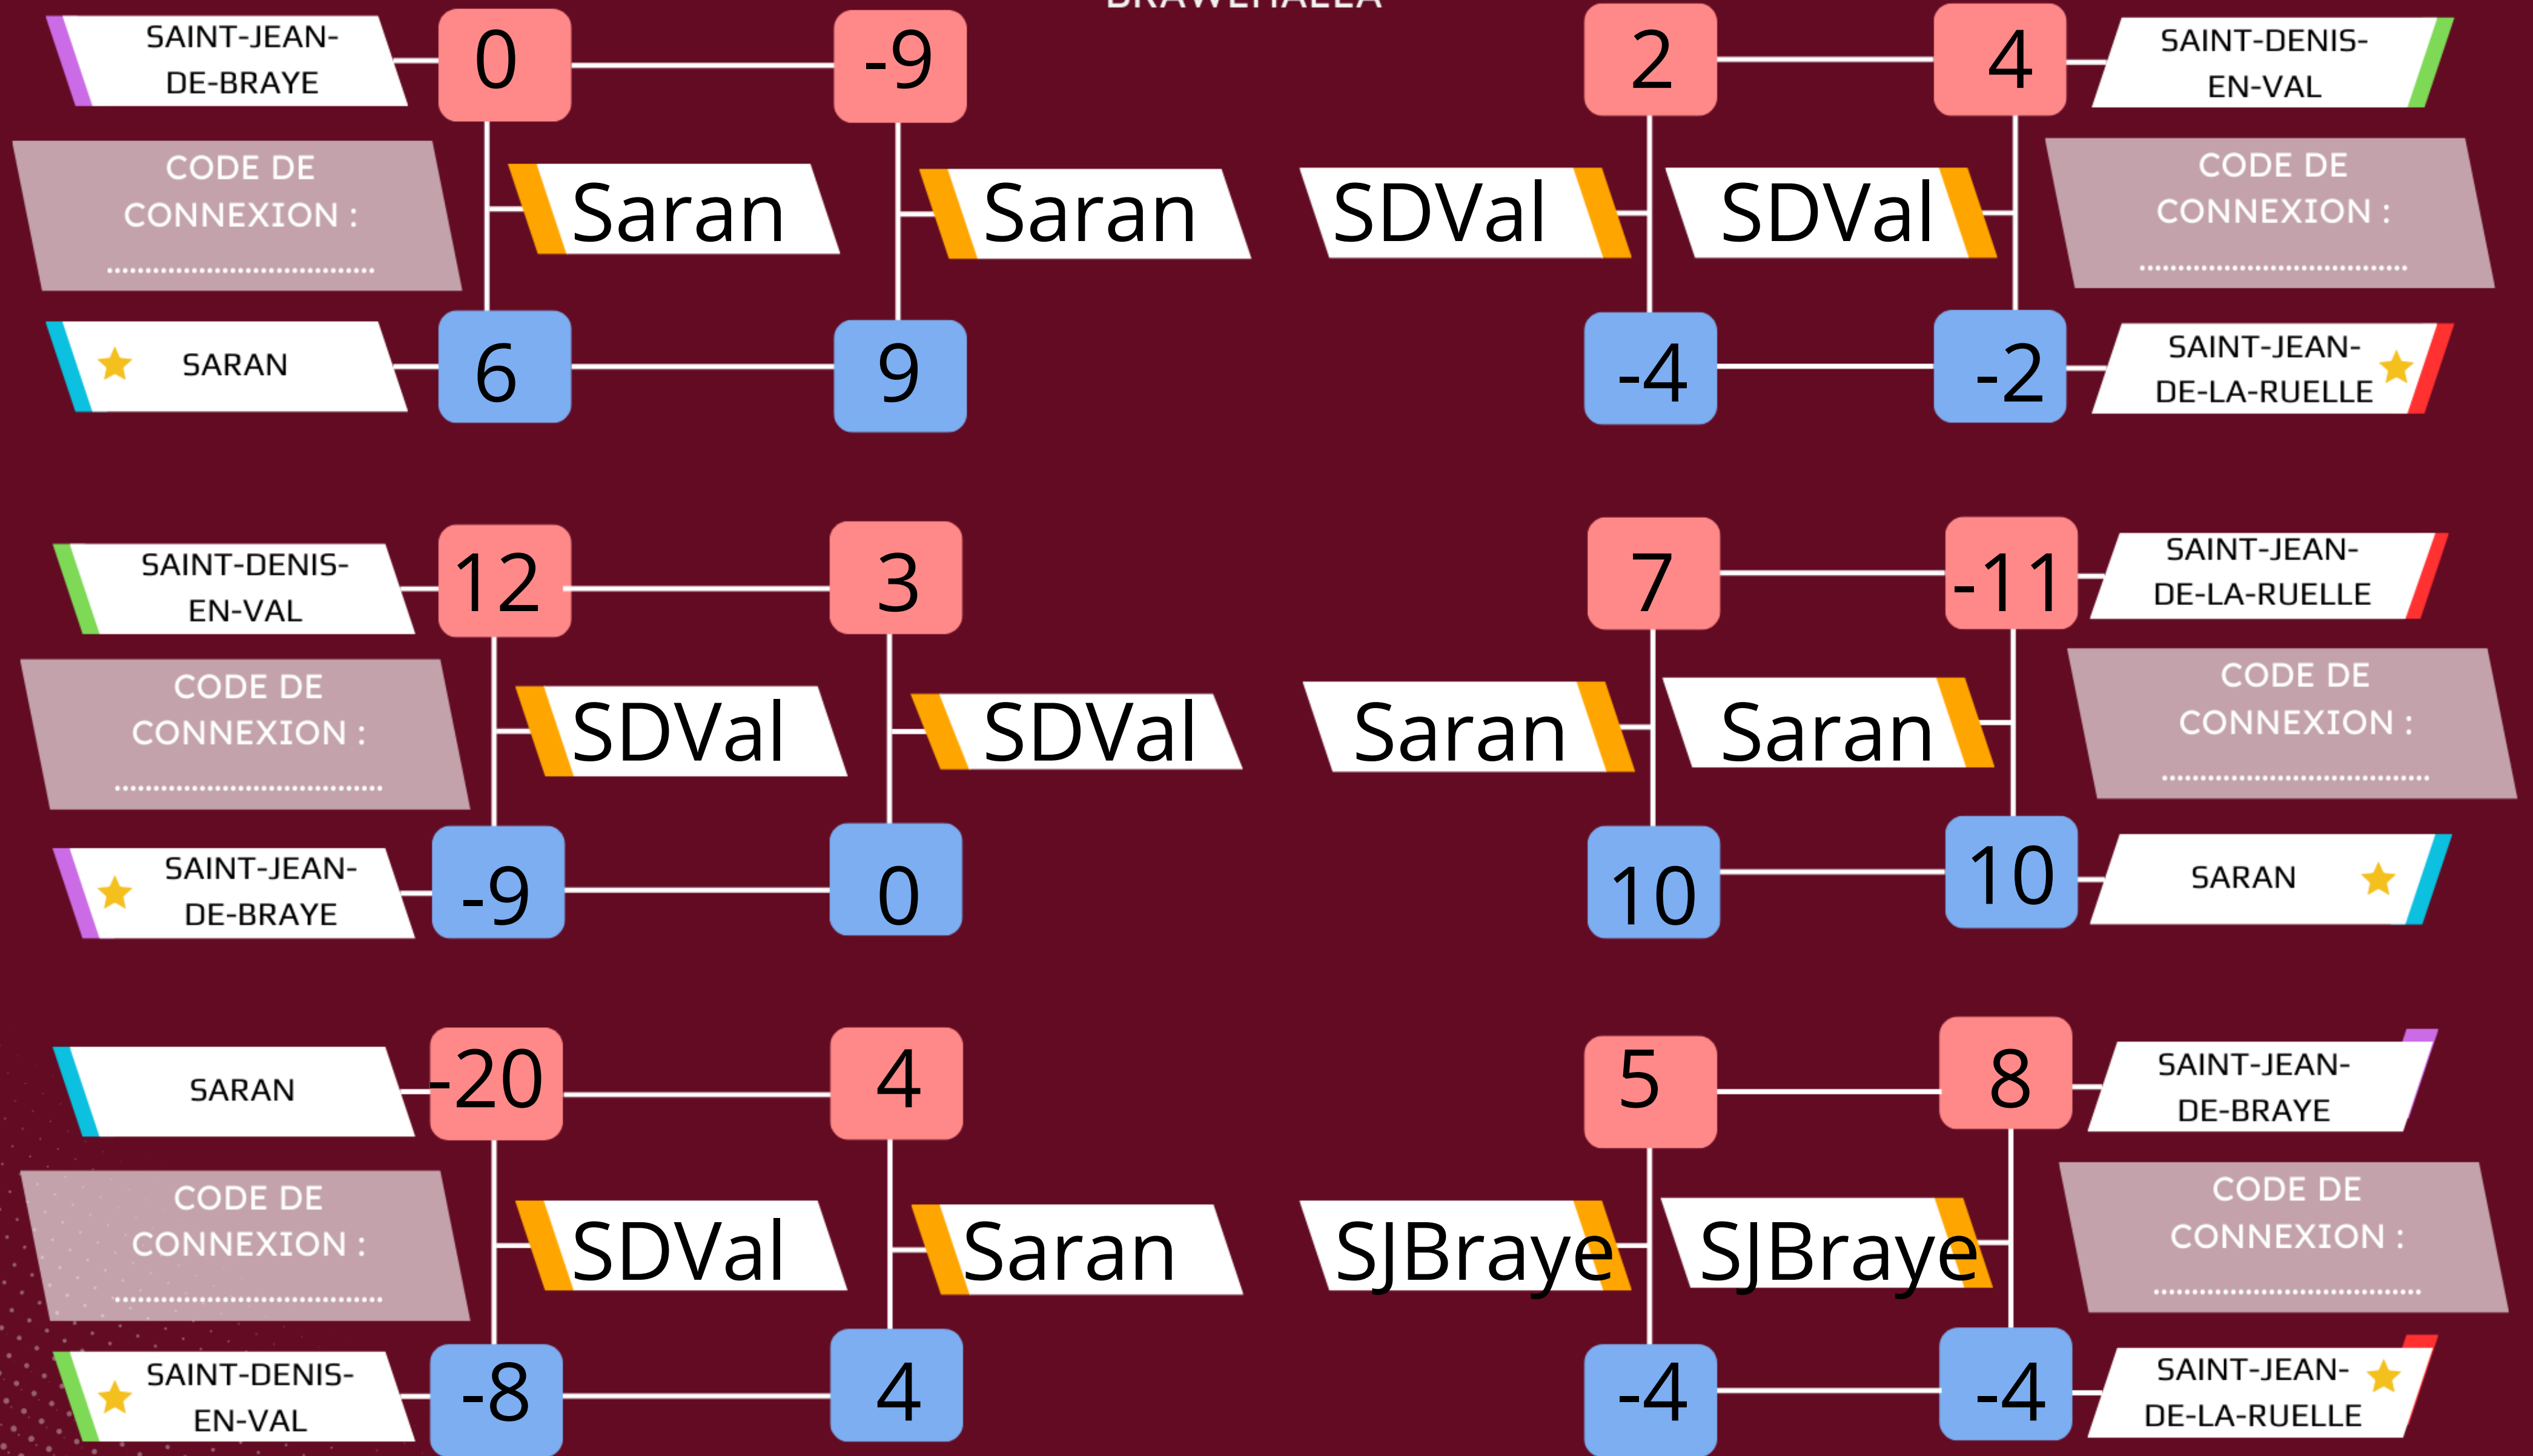 BRAWLHALLA
SAINT-JEAN-
DE-BRAYE
0
-9
CODE DE
CONNEXION :
Saran
Saran
SARAN
6
9
2
4
SAINT-DENIS-
EN-VAL
SDVal
SDVal
CODE DE
CONNEXION :
-4
-2
SAINT-JEAN-
DE-LA-RUELLE
SAINT-DENIS-
EN-VAL
12
3
CODE DE
CONNEXION :
SDVal
SDVal
SAINT-JEAN-
DE-BRAYE
-9
0
7
-11
SAINT-JEAN-
DE-LA-RUELLE
Saran
Saran
CODE DE
CONNEXION :
10
10
SARAN
SARAN
-20
4
CODE DE
CONNEXION :
SDVal
Saran
SAINT-DENIS-
EN-VAL
-8
4
5
8
SAINT-JEAN-
DE-BRAYE
SJBraye
SJBraye
CODE DE
CONNEXION :
-4
-4
SAINT-JEAN-
DE-LA-RUELLE